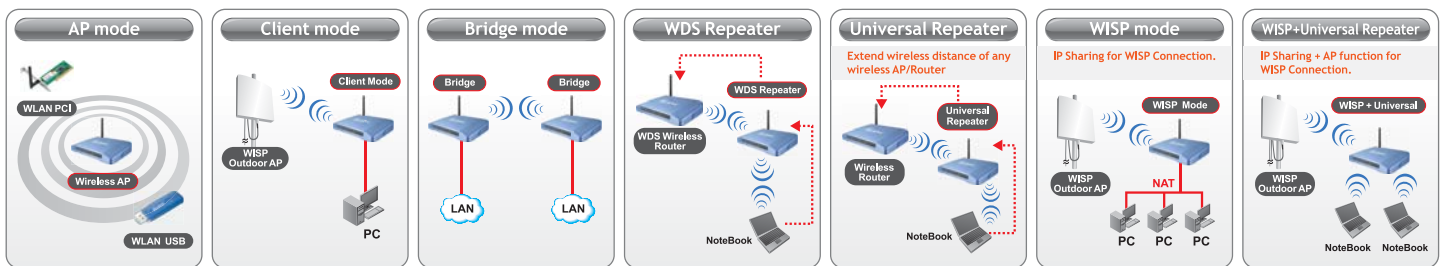 AP mode
WLAN PCI
Wireless AP
WLAN USB
Client mode
Client Mode
WISP
Outdoor AP
PC
Bridge mode
Bridge
Bridge
LAN
LAN
WDS Repeater
WDS Repeater
WDS Wireless
Router
NoteBook
Universal Repeater
Extend wireless distance of any
wireless AP/Router
Universal
Repeater
Wireless
Router
NoteBook
WISP mode
IP Sharing for WISP Connection.
WISP Mode
WISP
Outdoor AP
NAT
PC
PC
PC
WISP+Universal Repeater
IP Sharing + AP function for
WISP Connection.
WISP + Universal
WISP
Outdoor AP
NoteBook
NoteBook